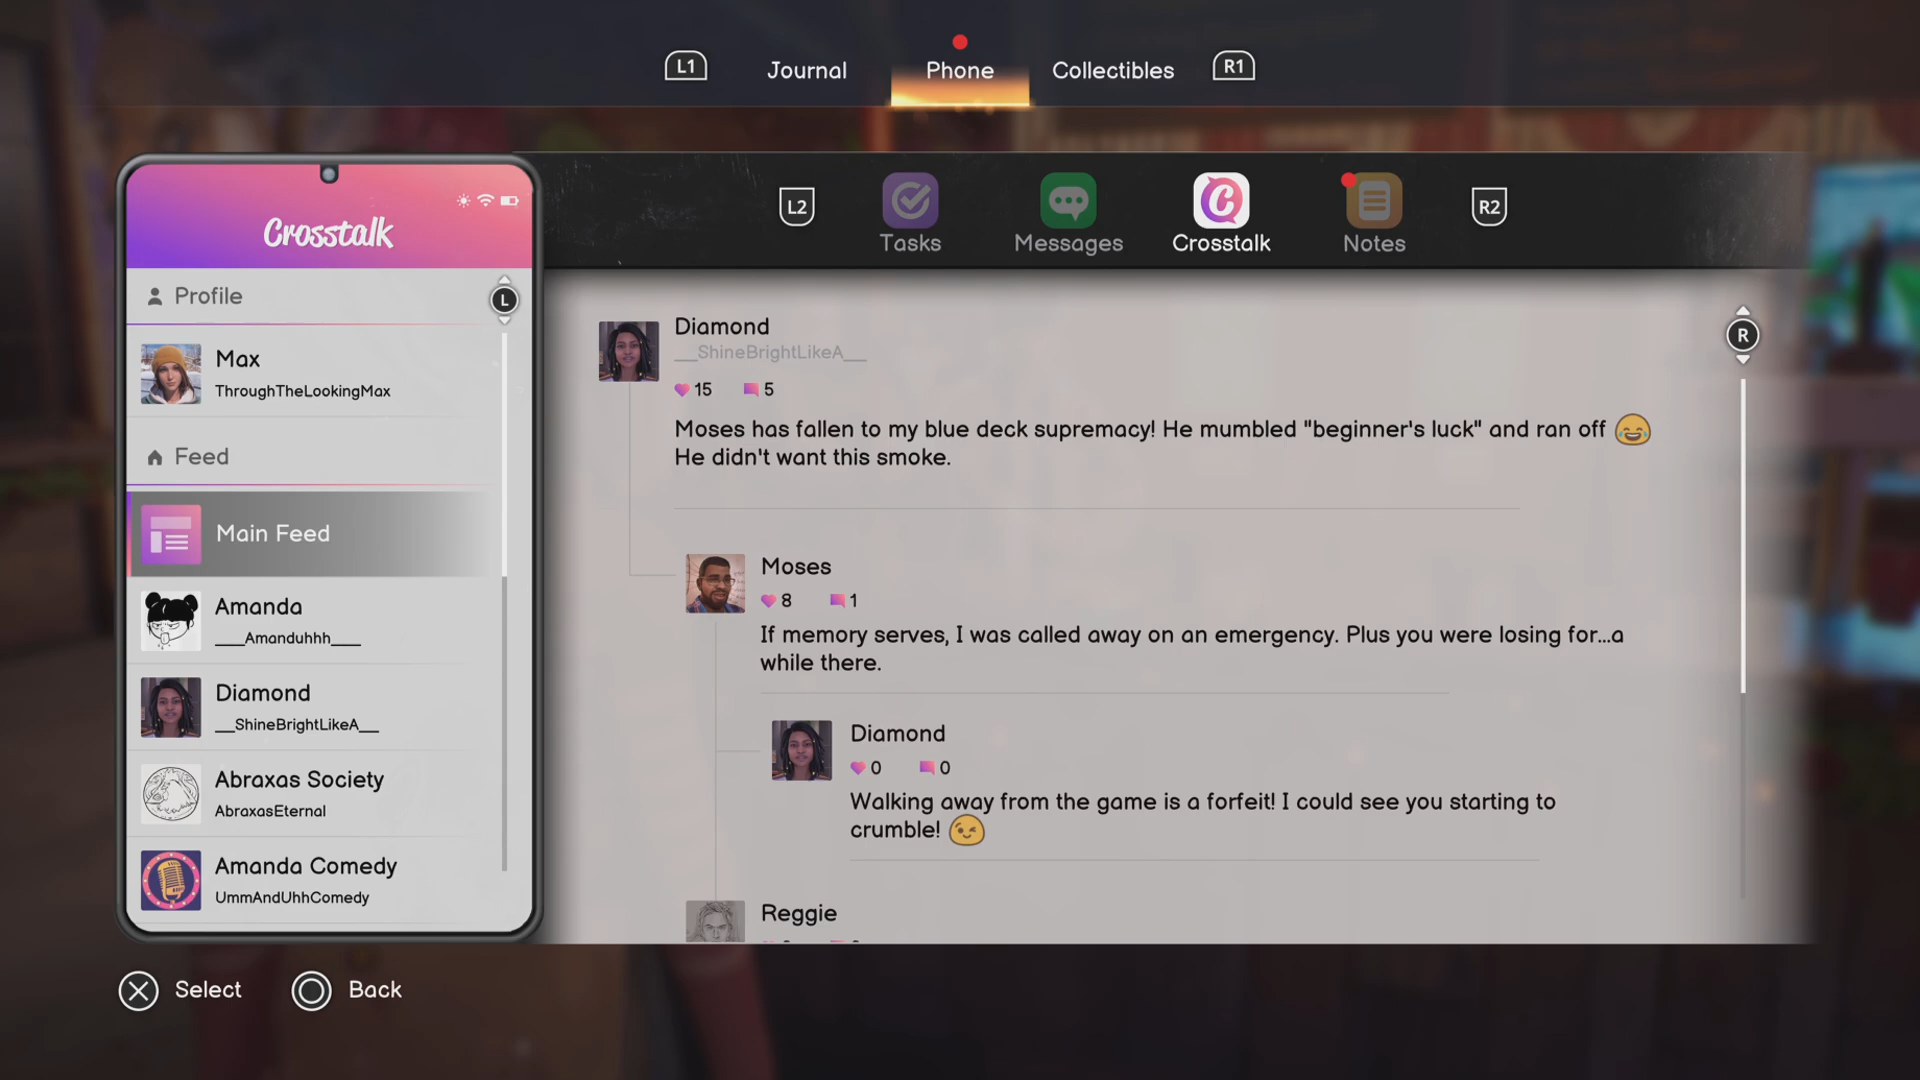 L1
Journal
Phone
Collectibles
R1
Crosstalk
Profile
L
Max
ThroughTheLookingMax
Feed
Main Feed
Amanda
___Amanduhhh___
Diamond
__ShineBrightLikeA__
Abraxas Society
AbraxasEternal
Amanda Comedy
UmmAndUhhComedy
L2
Tasks
Messages
Crosstalk
Notes
R2
R
Diamond
__ShineBrightLikeA__
15 5
Moses has fallen to my blue deck supremacy! He mumbled "beginner's luck" and ran off 😂
He didn't want this smoke.
Moses
8 1
If memory serves, I was called away on an emergency. Plus you were losing for...a
while there.
Diamond
0 0
Walking away from the game is a forfeit! I could see you starting to
crumble! 😉
Reggie
Select
Back